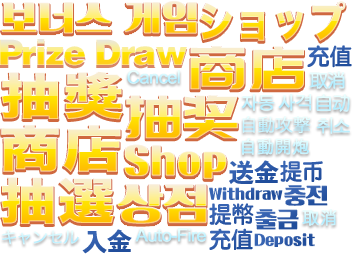 보너스 게임 ショップ
Prize Draw 商店 充值
Cancel 取消
抽獎 抽奖 자동 사격 自动
自動攻撃 취소
自動開炮
商店 Shop 送金 提币
抽選 상점 Withdraw 충전
提幣 출금 取消
キャンセル 入金 Auto-Fire 充值 Deposit